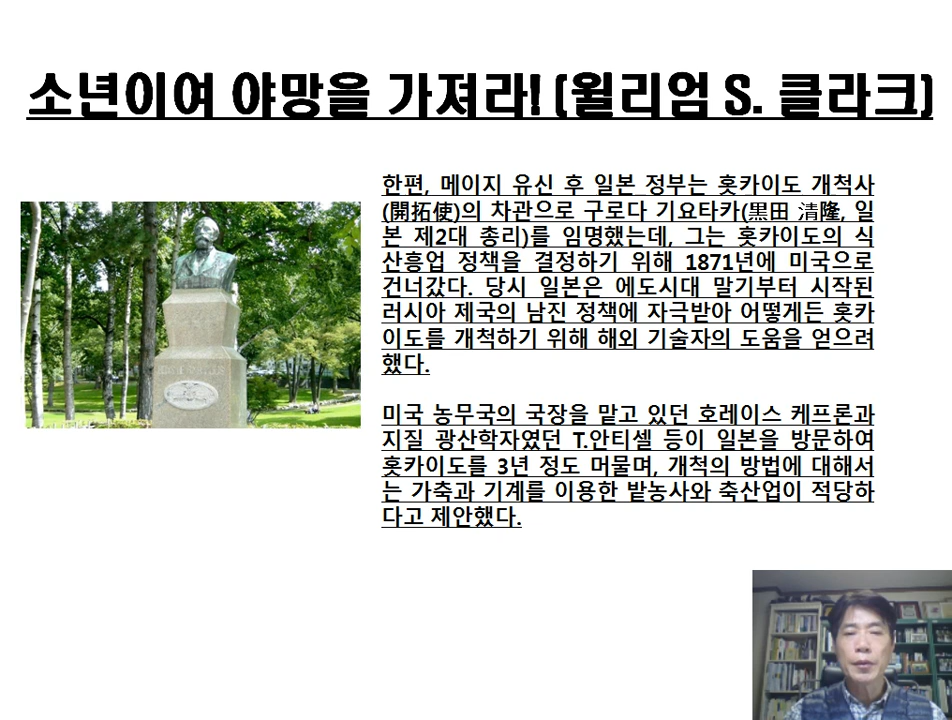 소년이여 야망을 가져라! (윌리엄 S. 클라크)
한편, 메이지 유신 후 일본 정부는 홋카이도 개척사
(開拓使)의 차관으로 구로다 기요타카(黒田 清隆, 일
본 제2대 총리)를 임명했는데, 그는 홋카이도의 식
산흥업 정책을 결정하기 위해 1871년에 미국으로
건너갔다. 당시 일본은 에도시대 말기부터 시작된
러시아 제국의 남진 정책에 자극받아 어떻게든 홋카
이도를 개척하기 위해 해외 기술자의 도움을 얻으려
했다.
미국 농무국의 국장을 맡고 있던 호레이스 케프론과
지질 광산학자였던 T.안티셀 등이 일본을 방문하여
홋카이도를 3년 정도 머물며, 개척의 방법에 대해서
는 가축과 기계를 이용한 밭농사와 축산업이 적당하
다고 제안했다.